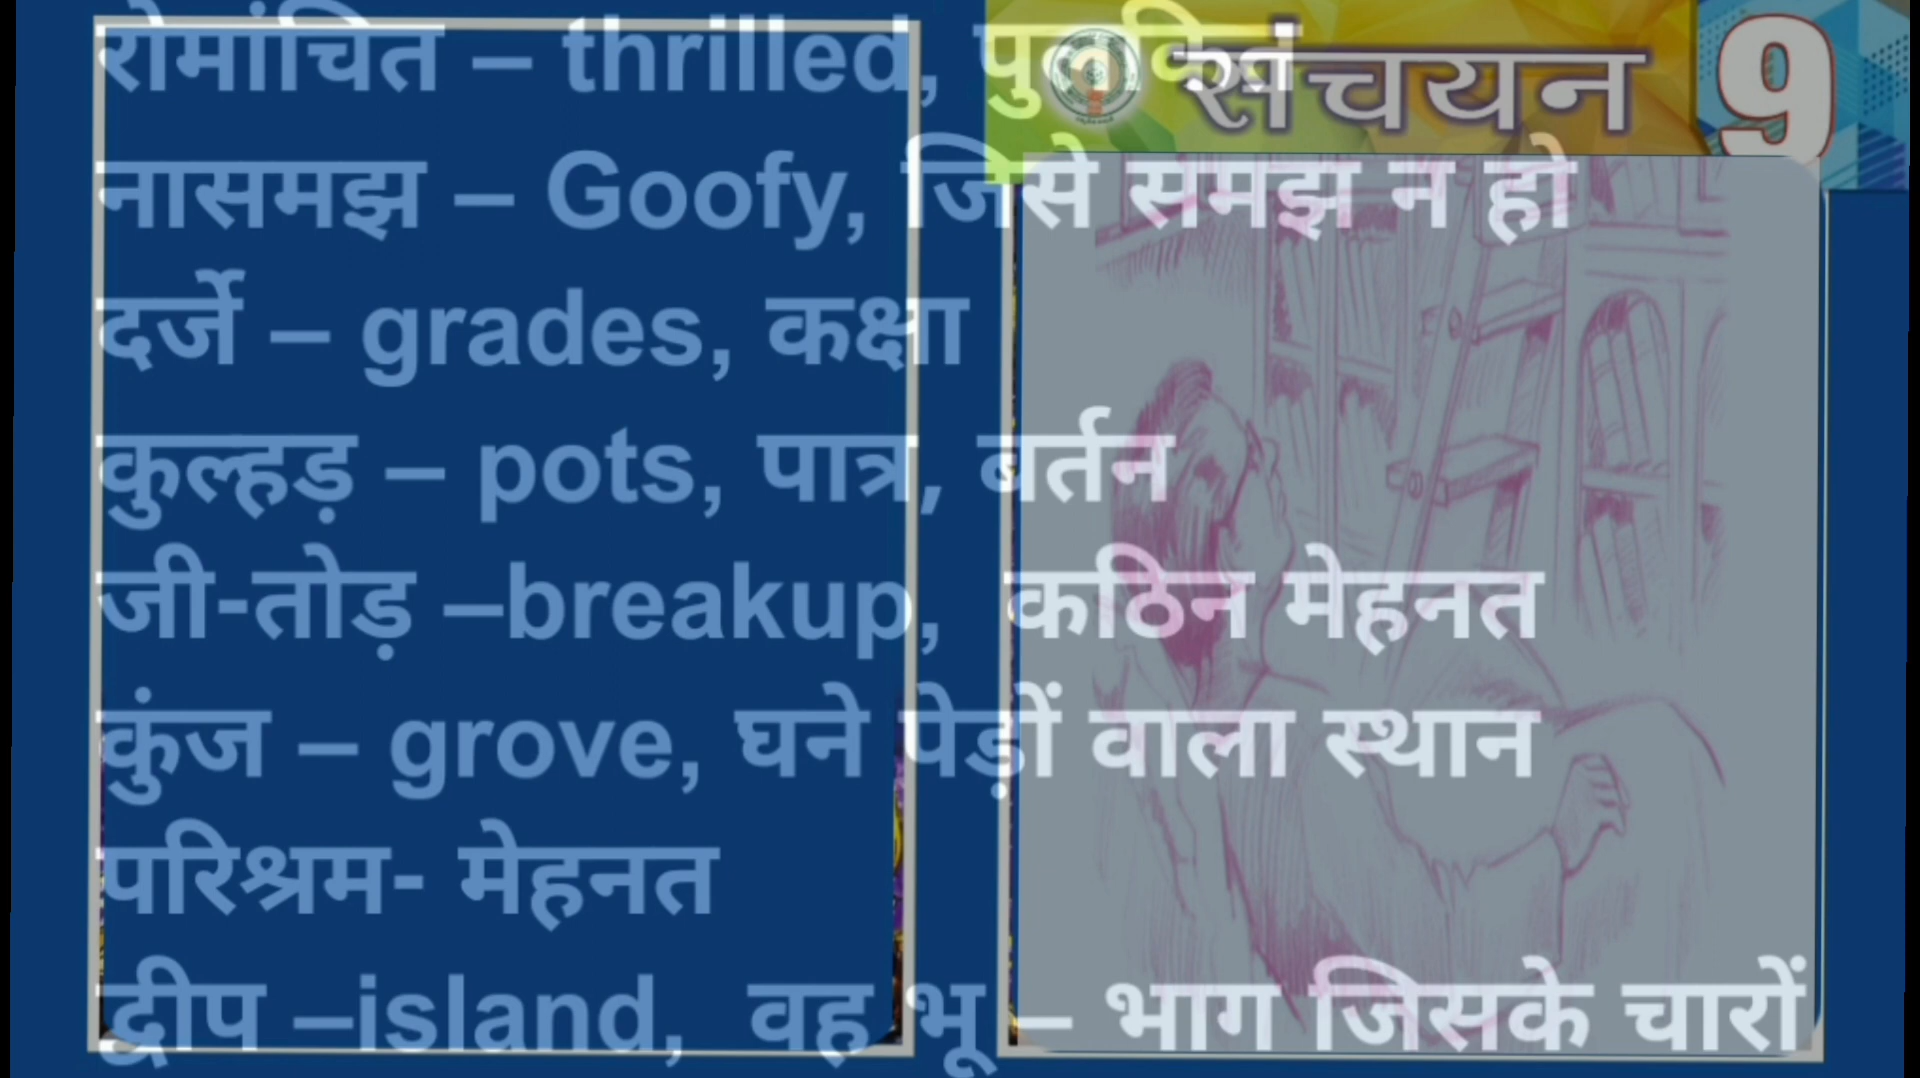 रोमांचित – thrilled, पुलकित
संचयन 9
नासमझ – Goofy, जिसे समझ न हो
दर्जे – grades, कक्षा
कुल्हड़ – pots, पात्र, बर्तन
जी-तोड़ –breakup, कठिन मेहनत
कुंज – grove, घने पेड़ों वाला स्थान
परिश्रम- मेहनत
द्वीप –island, वह भू – भाग जिसके चारों